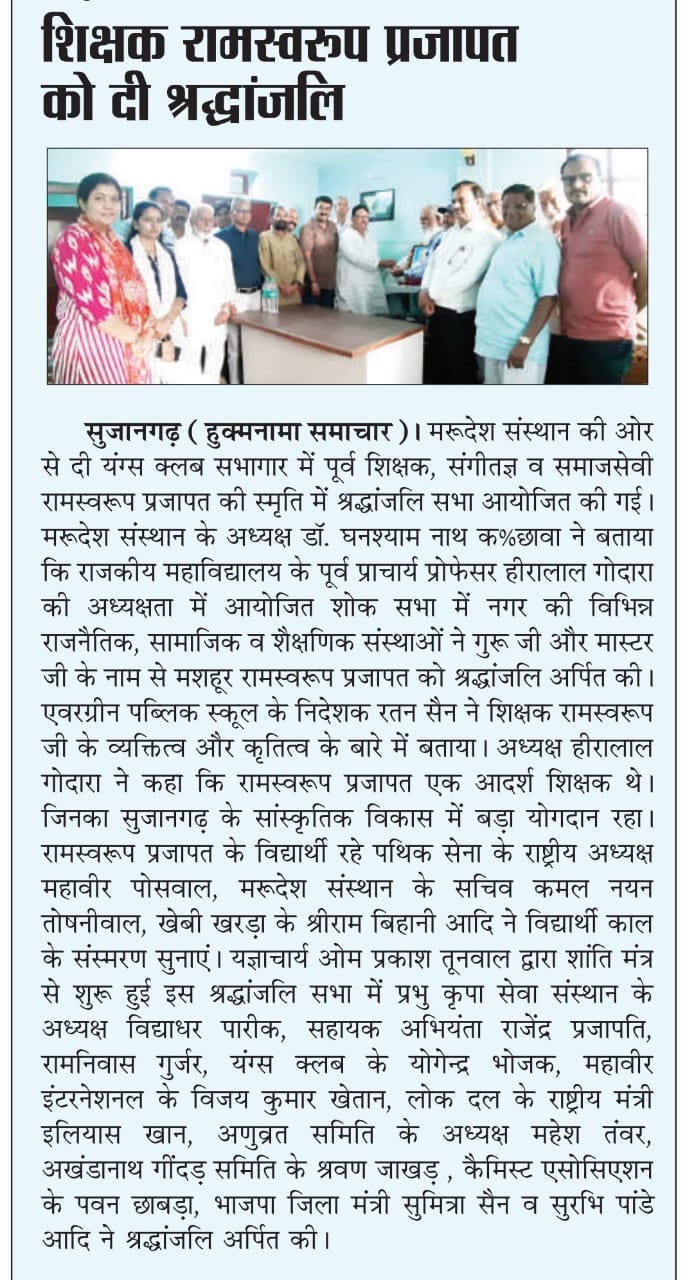 शिक्षक रामस्वरूप प्रजापत
को दी श्रद्धांजलि
सुजानगढ़ ( हुक्मनामा समाचार )। मरूदेश संस्थान की ओर
से दी यंग्स क्लब सभागार में पूर्व शिक्षक, संगीतज्ञ व समाजसेवी
रामस्वरूप प्रजापत की स्मृति में श्रद्धांजलि सभा आयोजित की गई।
मरूदेश संस्थान के अध्यक्ष डॉ. घनश्याम नाथ क%छावा ने बताया
कि राजकीय महाविद्यालय के पूर्व प्राचार्य प्रोफेसर हीरालाल गोदारा
की अध्यक्षता में आयोजित शोक सभा में नगर की विभिन्न
राजनैतिक, सामाजिक व शैक्षणिक संस्थाओं ने गुरू जी और मास्टर
जी के नाम से मशहूर रामस्वरूप प्रजापत को श्रद्धांजलि अर्पित की।
एवरग्रीन पब्लिक स्कूल के निदेशक रतन सैन ने शिक्षक रामस्वरूप
जी के व्यक्तित्व और कृतित्व के बारे में बताया। अध्यक्ष हीरालाल
गोदारा ने कहा कि रामस्वरूप प्रजापत एक आदर्श शिक्षक थे।
जिनका सुजानगढ़ के सांस्कृतिक विकास में बड़ा योगदान रहा।
रामस्वरूप प्रजापत के विद्यार्थी रहे पथिक सेना के राष्ट्रीय अध्यक्ष
महावीर पोसवाल, मरूदेश संस्थान के सचिव कमल नयन
तोषनीवाल, खेबी खरड़ा के श्रीराम बिहानी आदि ने विद्यार्थी काल
के संस्मरण सुनाएं। यज्ञाचार्य ओम प्रकाश तूनवाल द्वारा शांति मंत्र
से शुरू हुई इस श्रद्धांजलि सभा में प्रभु कृपा सेवा संस्थान के
अध्यक्ष विद्याधर पारीक, सहायक अभियंता राजेंद्र प्रजापति,
रामनिवास गुर्जर, यंग्स क्लब के योगेन्द्र भोजक, महावीर
इंटरनेशनल के विजय कुमार खेतान, लोक दल के राष्ट्रीय मंत्री
इलियास खान, अणुव्रत समिति के अध्यक्ष महेश तंवर,
अखंडानाथ गींदड़ समिति के श्रवण जाखड़ , कैमिस्ट एसोसिएशन
के पवन छाबड़ा, भाजपा जिला मंत्री सुमित्रा सैन व सुरभि पांडे
आदि ने श्रद्धांजलि अर्पित की।